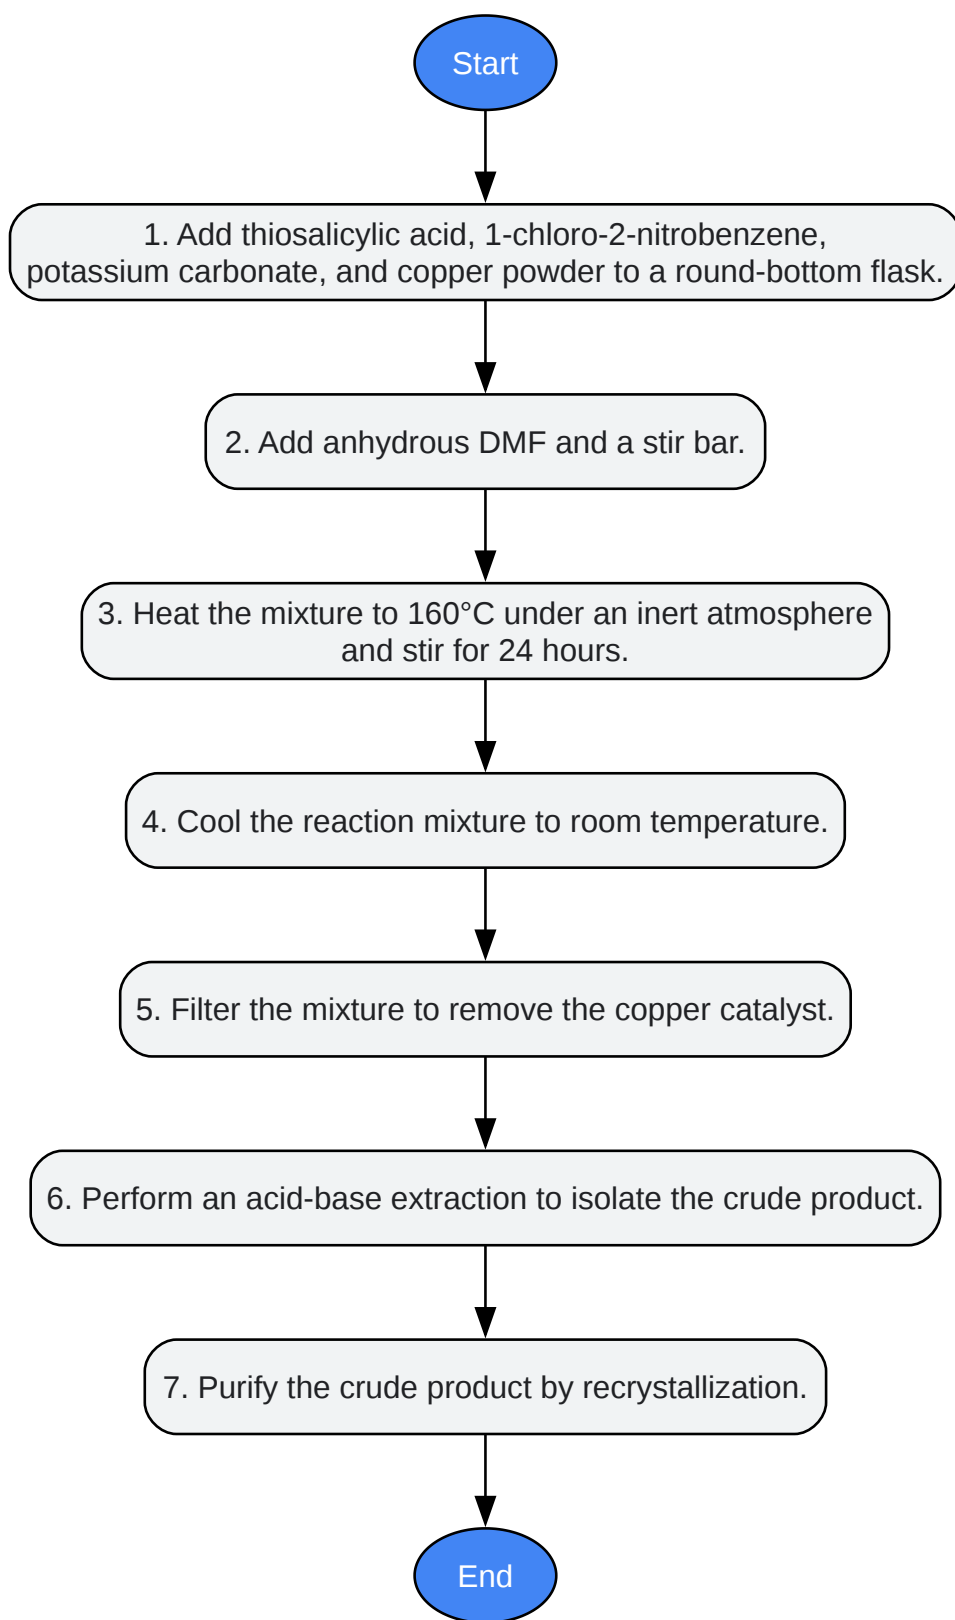 Start
1. Add thiosalicylic acid, 1-chloro-2-nitrobenzene,
potassium carbonate, and copper powder to a round-bottom flask.
2. Add anhydrous DMF and a stir bar.
3. Heat the mixture to 160°C under an inert atmosphere
and stir for 24 hours.
4. Cool the reaction mixture to room temperature.
5. Filter the mixture to remove the copper catalyst.
6. Perform an acid-base extraction to isolate the crude product.
7. Purify the crude product by recrystallization.
End